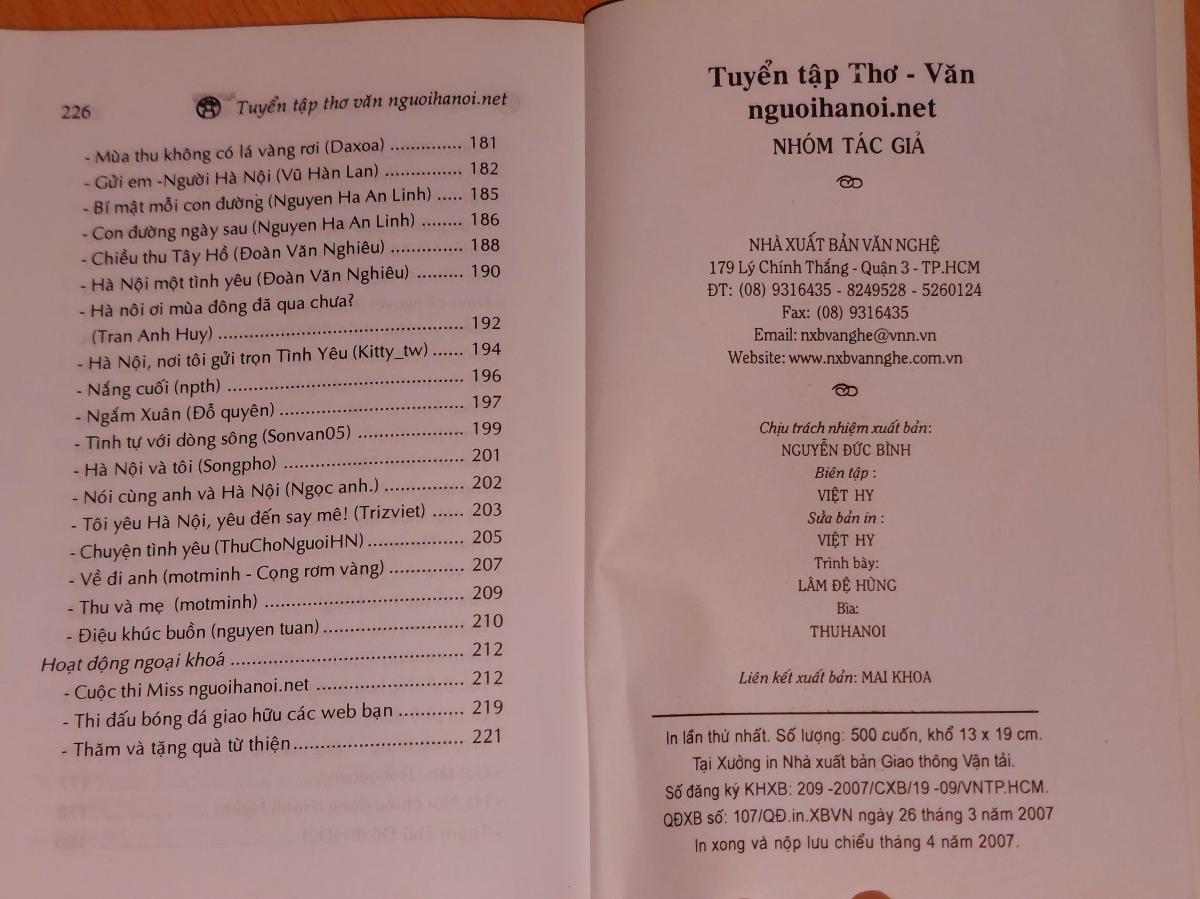 226 Tuyển tập thơ văn nguoihanoi.net
- Mùa thu không có lá vàng rơi (Daxoa) .............. 181
- Gửi em -Người Hà Nội (Vũ Hàn Lan) ................. 182
- Bí mật mỗi con đường (Nguyen Ha An Linh) ..... 185
- Con đường ngày sau (Nguyen Ha An Linh) ........ 186
- Chiều thu Tây Hồ (Đoàn Văn Nghiêu) .............. 188
- Hà Nội một tình yêu (Đoàn Văn Nghiêu) ......... 190
- Hà nôi ơi mùa đông đã qua chưa?
(Tran Anh Huy) ................................................ 192
- Hà Nội, nơi tôi gửi trọn Tình Yêu (Kitty_tw) ...... 194
- Nắng cuối (npth) .............................................. 196
- Ngắm Xuân (Đỗ quyên) .................................... 197
- Tình tự với dòng sông (Sonvan05) .................... 199
- Hà Nội và tôi (Songpho) ................................... 201
- Nói cùng anh và Hà Nội (Ngọc anh.) ................ 202
- Tôi yêu Hà Nội, yêu đến say mê! (Trizviet) ...... 203
- Chuyện tình yêu (ThuChoNguoiHN) .................. 205
- Về đi anh (motminh - Cọng rơm vàng) .............. 207
- Thu và mẹ (motminh) ....................................... 209
- Điệu khúc buồn (nguyen tuan) ........................... 210
Hoạt động ngoại khoá .............................................. 212
- Cuộc thi Miss nguoihanoi.net ............................. 212
- Thi đấu bóng đá giao hữu các web bạn ............ 219
- Thăm và tặng quà từ thiện ................................. 221
Tuyển tập Thơ - Văn
nguoihanoi.net
NHÓM TÁC GIẢ
NHÀ XUẤT BẢN VĂN NGHỆ
179 Lý Chính Thắng - Quận 3 - TP.HCM
ĐT: (08) 9316435 - 8249528 - 5260124
Fax: (08) 9316435
Email: nxbvanghe@vnn.vn
Website: www.nxbvannghe.com.vn
Chịu trách nhiệm xuất bản:
NGUYỄN ĐỨC BÌNH
Biên tập :
VIỆT HY
Sửa bản in :
VIỆT HY
Trình bày:
LÂM ĐỆ HÙNG
Bìa:
THUHANOI
Liên kết xuất bản: MAI KHOA
In lần thứ nhất. Số lượng: 500 cuốn, khổ 13 x 19 cm.
Tại Xưởng in Nhà xuất bản Giao thông Vận tải.
Số đăng ký KHXB: 209 -2007/CXB/19 -09/VNTP.HCM.
QĐXB số: 107/QĐ.in.XBVN ngày 26 tháng 3 năm 2007
In xong và nộp lưu chiểu tháng 4 năm 2007.